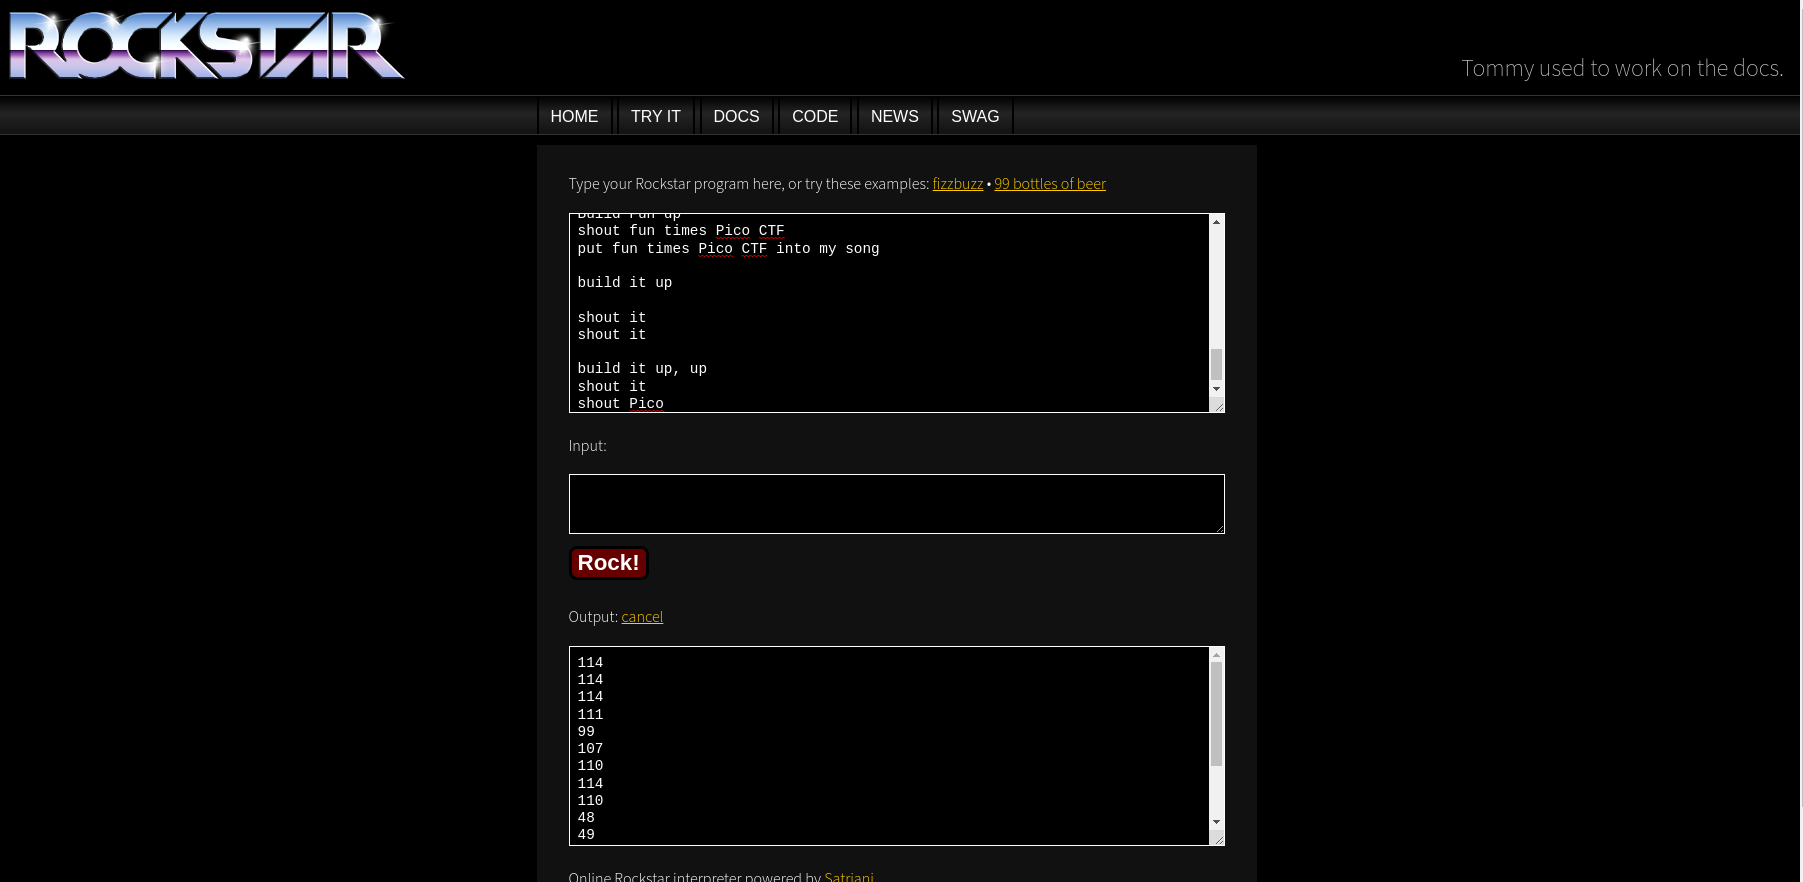 ROCKSTAR
Tommy used to work on the docs.
HOME TRY IT DOCS CODE NEWS SWAG
Type your Rockstar program here, or try these examples: fizzbuzz • 99 bottles of beer
Build Fun up
shout fun times Pico CTF
put fun times Pico CTF into my song
build it up
shout it
shout it
build it up, up
shout it
shout Pico
Input:
Rock!
Output: cancel
114
114
114
111
99
107
110
114
110
48
49
Online Rockstar interpreter powered by Satriani